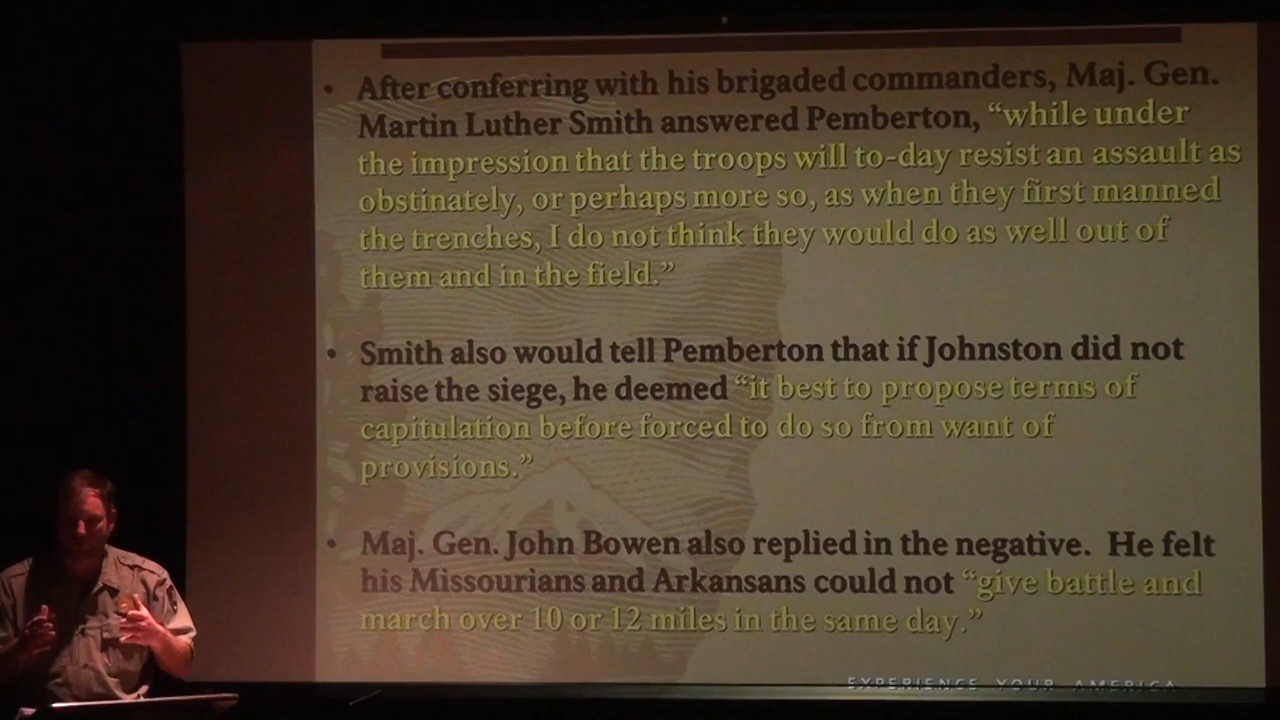 • After conferring with his brigaded commanders, Maj. Gen.
Martin Luther Smith answered Pemberton, “while under
the impression that the troops will to-day resist an assault as
obstinately, or perhaps more so, as when they first manned
the trenches, I do not think they would do as well out of
them and in the field.”
• Smith also would tell Pemberton that if Johnston did not
raise the siege, he deemed “it best to propose terms of
capitulation before forced to do so from want of
provisions.”
• Maj. Gen. John Bowen also replied in the negative.  He felt
his Missourians and Arkansans could not “give battle and
march over 10 or 12 miles in the same day.”
EXPERIENCE YOUR AMERICA